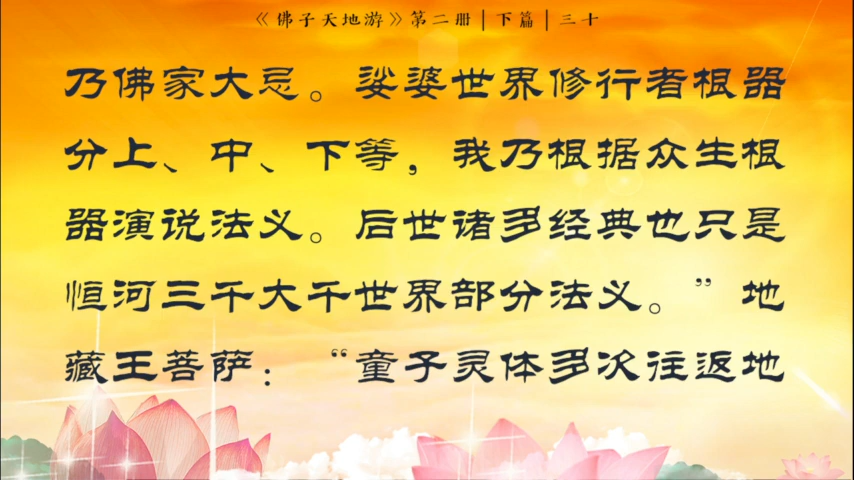 《佛子天地游》第二册|下篇|三十
乃佛家大忌。娑婆世界修行者根器
分上、中、下等，我乃根据众生根
器演说法义。后世诸多经典也只是
恒河三千大千世界部分法义。”地
藏王菩萨：“童子灵体多次往返地